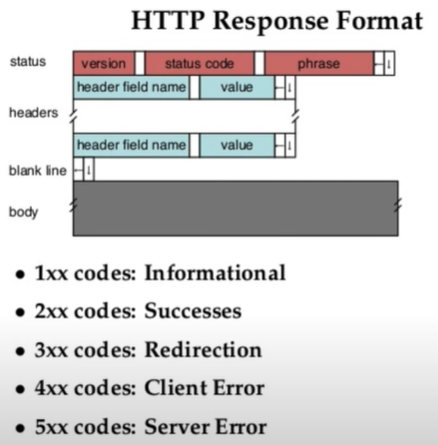 HTTP Response Format
status version status code phrase
header field name value
headers
header field name value
blank line
body
• 1xx codes: Informational
• 2xx codes: Successes
• 3xx codes: Redirection
• 4xx codes: Client Error
• 5xx codes: Server Error